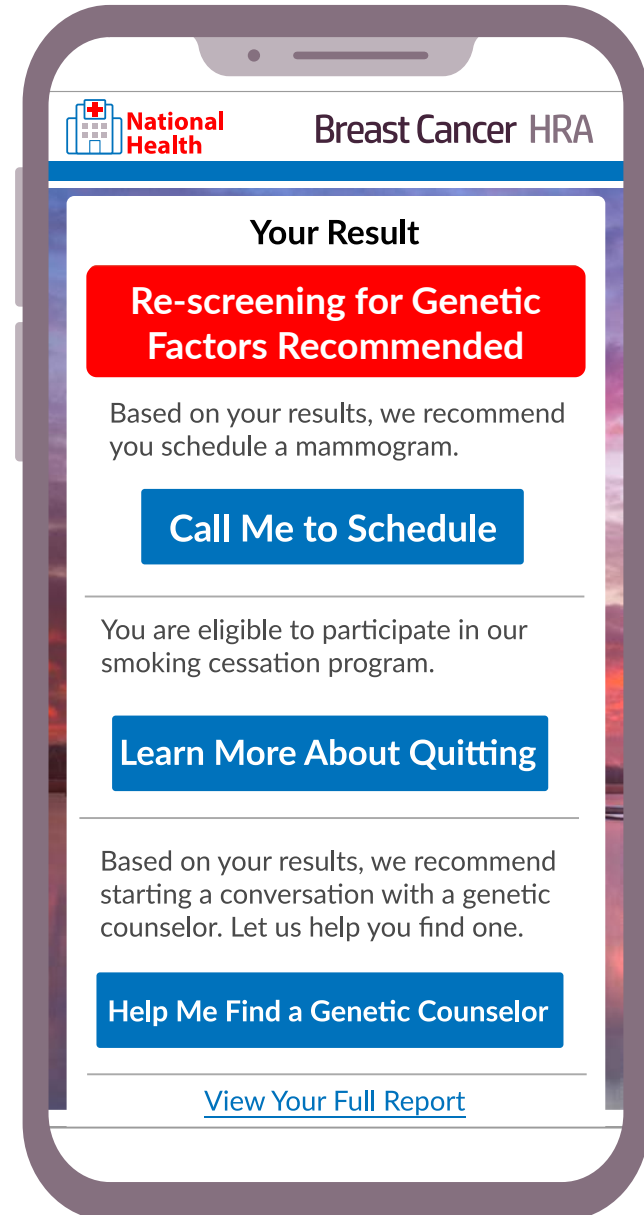 National
Health
Breast Cancer HRA
Your Result
Re-screening for Genetic
Factors Recommended
Based on your results, we recommend
you schedule a mammogram.
Call Me to Schedule
You are eligible to participate in our
smoking cessation program.
Learn More About Quitting
Based on your results, we recommend
starting a conversation with a genetic
counselor. Let us help you find one.
Help Me Find a Genetic Counselor
View Your Full Report